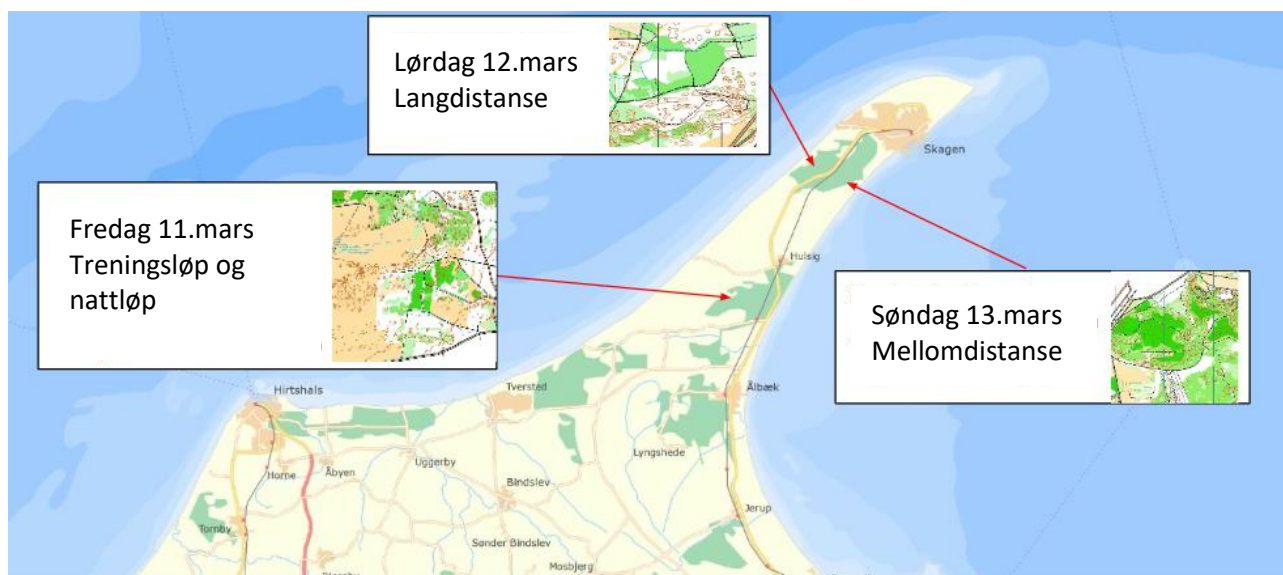 Lørdag 12.mars
Langdistanse
Skagen
Fredag 11.mars
Treningsløp og
nattløp
Hulsig
Søndag 13.mars
Mellomdistanse
Hirtshals
Tversted
Ålbæk
Lyngshede
Horne
Åbyen
Uggerby
Bindslev
Jerup
Tornby
Sønder Bindslev
Mosbjerg